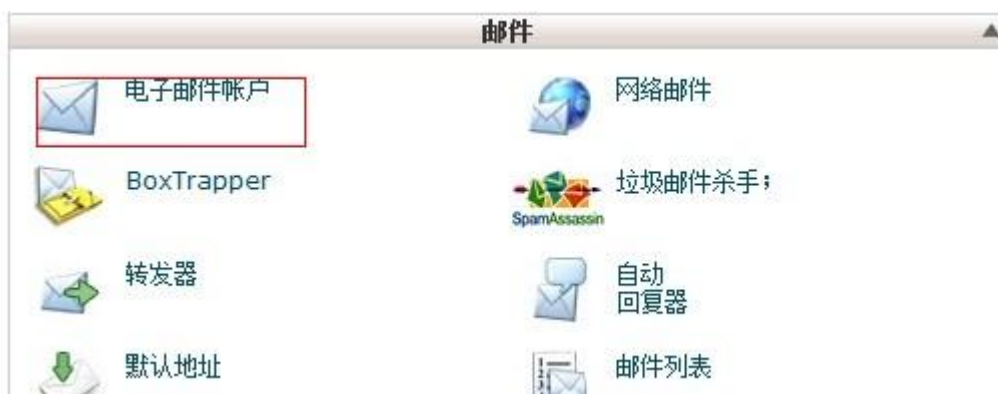 邮件
电子邮件帐户
网络邮件
BoxTrapper
SpamAssassin
垃圾邮件杀手；
转发器
自动
回复器
默认地址
邮件列表